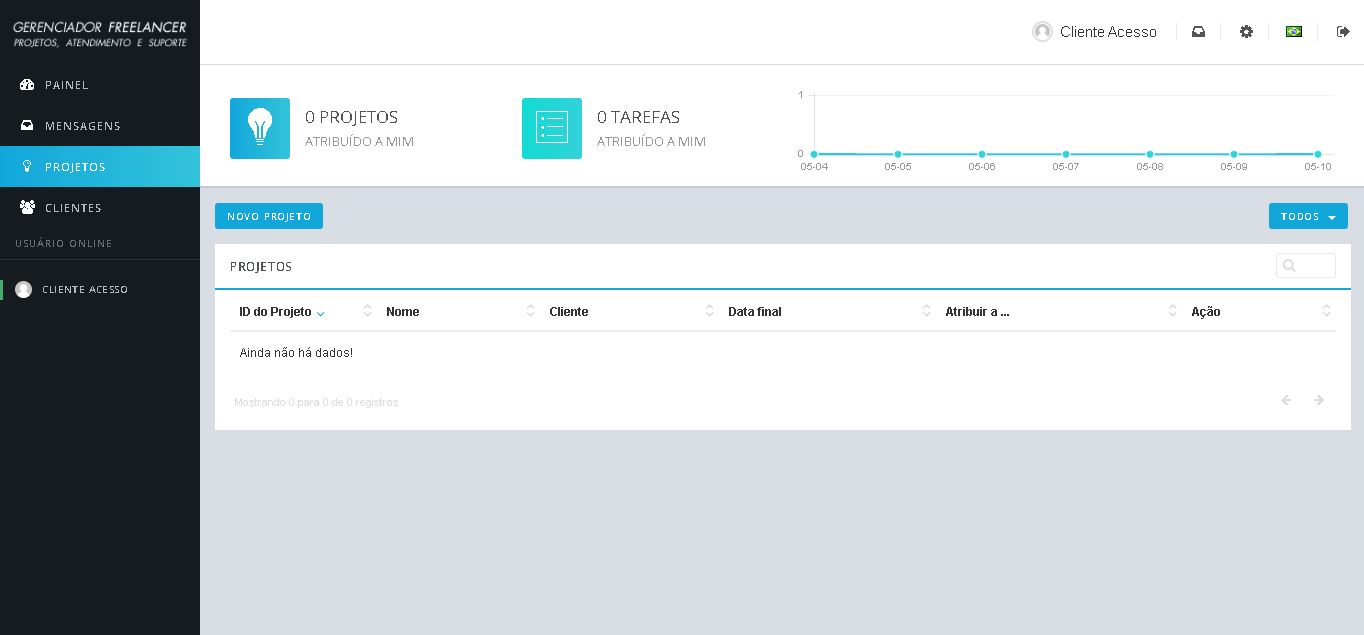 GERENCIADOR FREELANCER
PROJETOS, ATENDIMENTO E SUPORTE
PAINEL
MENSAGENS
PROJETOS
CLIENTES
USUÁRIO ONLINE
CLIENTE ACESSO
Cliente Acesso
0 PROJETOS
ATRIBUÍDO A MIM
0 TAREFAS
ATRIBUÍDO A MIM
1
0
05-04 05-05 05-06 05-07 05-08 05-09 05-10
NOVO PROJETO
TODOS
PROJETOS
ID do Projeto Nome Cliente Data final Atribuir a ... Ação
Ainda não há dados!
Mostrando 0 para 0 de 0 registros